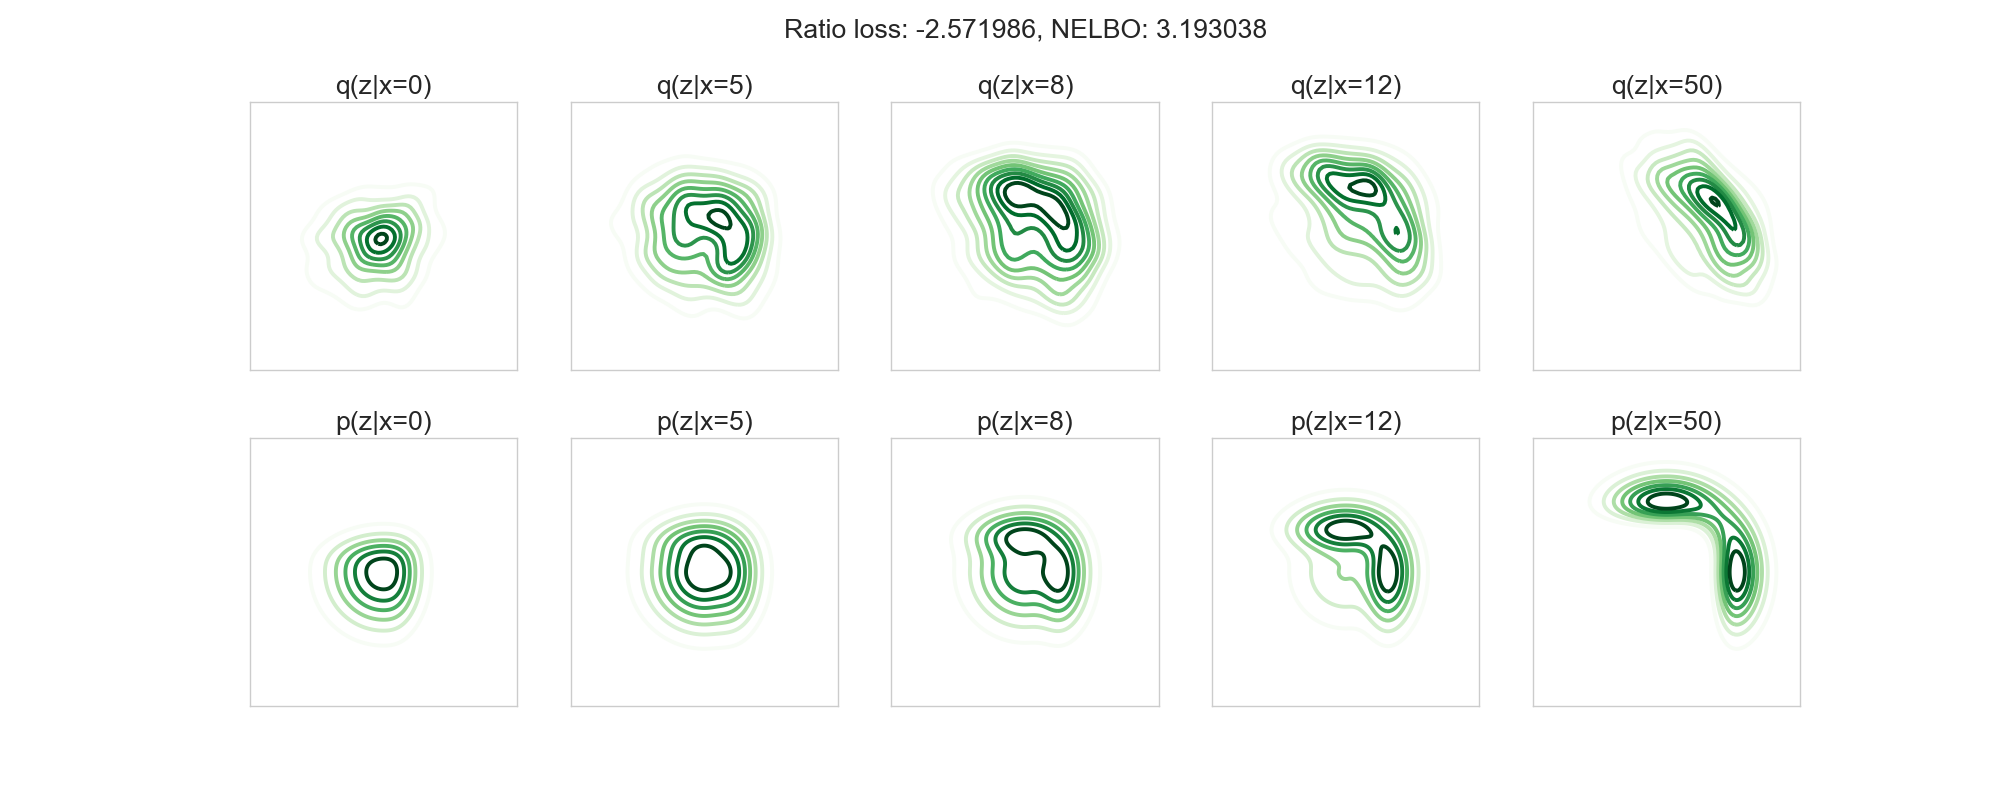 Ratio loss: -2.571986, NELBO: 3.193038
q(z|x=0) q(z|x=5) q(z|x=8) q(z|x=12) q(z|x=50)
p(z|x=0) p(z|x=5) p(z|x=8) p(z|x=12) p(z|x=50)